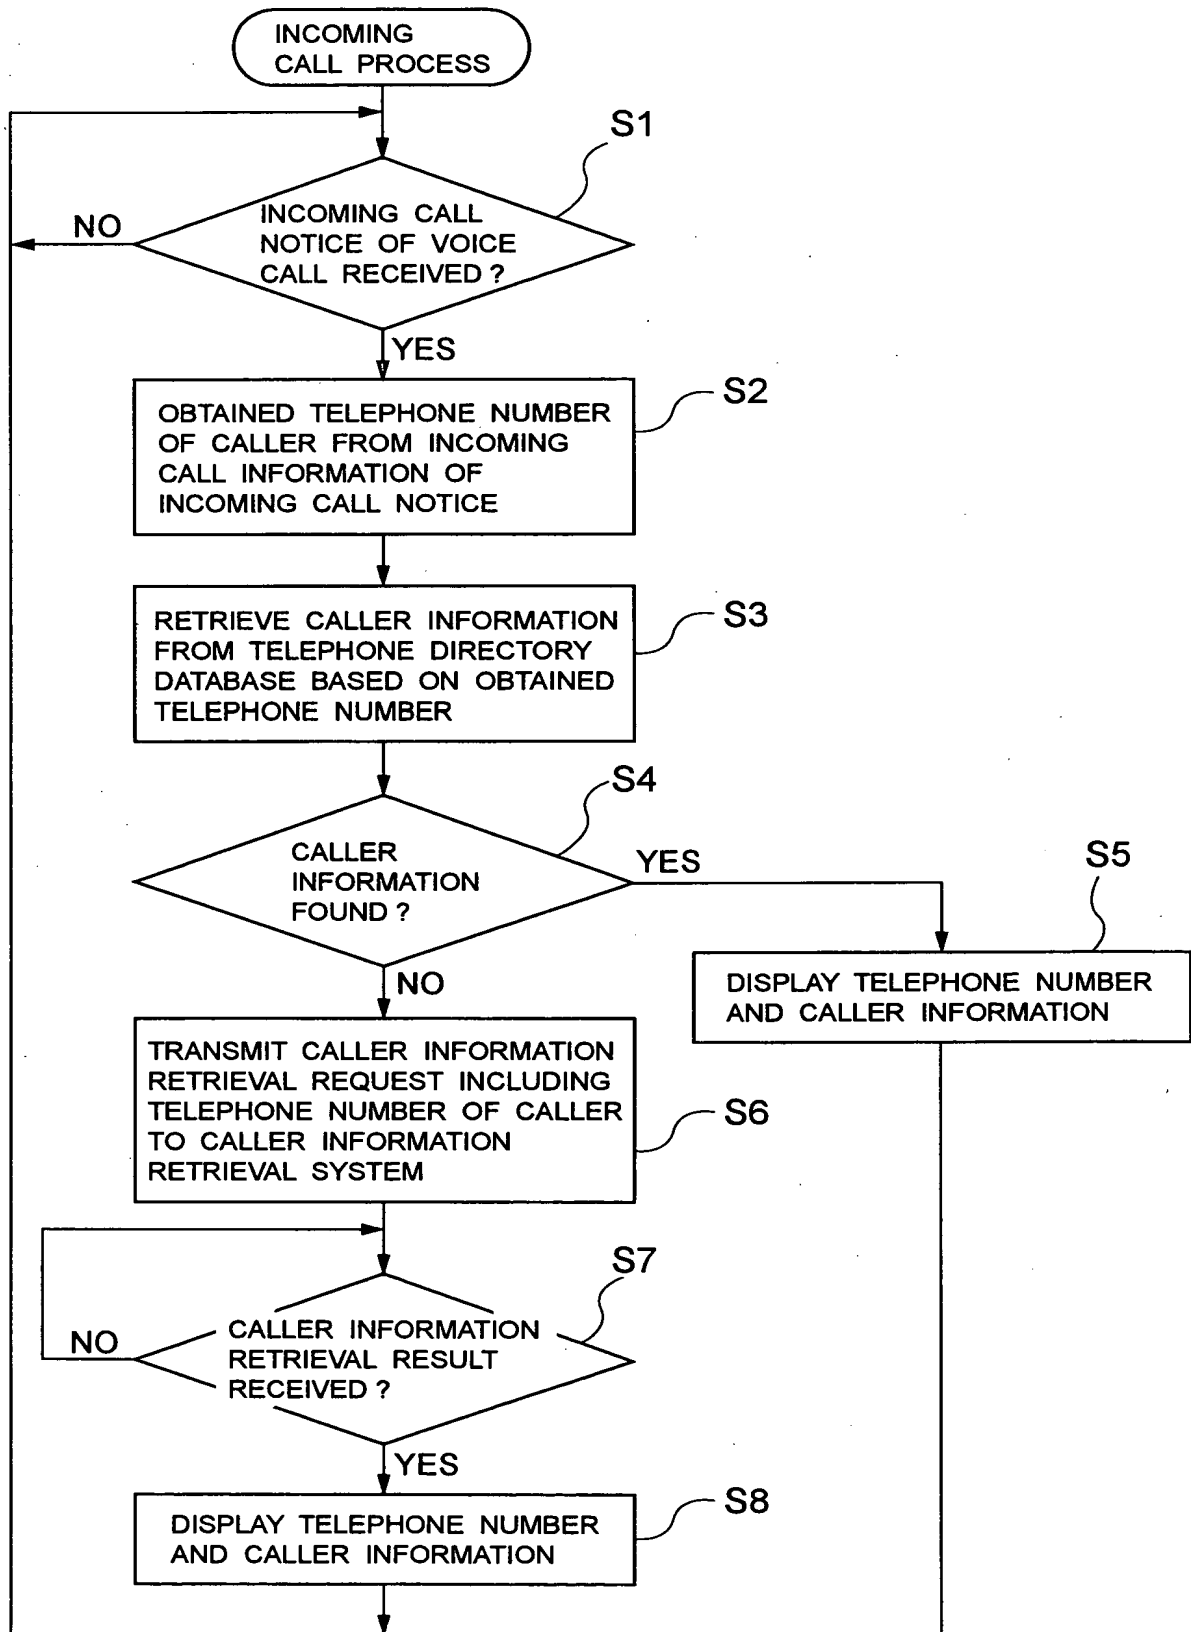 INCOMING
CALL PROCESS
S1
INCOMING CALL
NOTICE OF VOICE
CALL RECEIVED ?
NO
YES
S2
OBTAINED TELEPHONE NUMBER
OF CALLER FROM INCOMING
CALL INFORMATION OF
INCOMING CALL NOTICE
S3
RETRIEVE CALLER INFORMATION
FROM TELEPHONE DIRECTORY
DATABASE BASED ON OBTAINED
TELEPHONE NUMBER
S4
CALLER
INFORMATION
FOUND ?
YES
S5
DISPLAY TELEPHONE NUMBER
AND CALLER INFORMATION
NO
TRANSMIT CALLER INFORMATION
RETRIEVAL REQUEST INCLUDING
TELEPHONE NUMBER OF CALLER
TO CALLER INFORMATION
RETRIEVAL SYSTEM
S6
S7
CALLER INFORMATION
RETRIEVAL RESULT
RECEIVED ?
NO
YES
S8
DISPLAY TELEPHONE NUMBER
AND CALLER INFORMATION